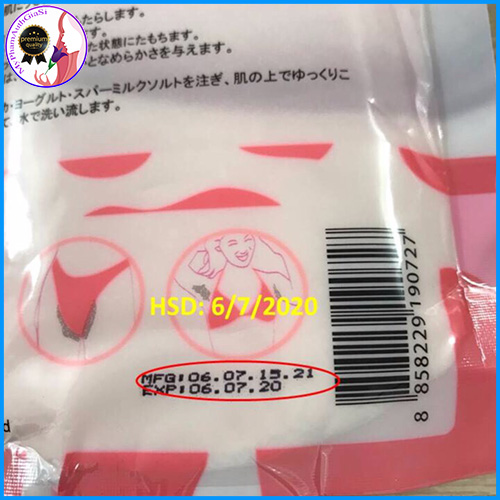 MyPhamAnhGiaSi
premium
QUALITY
たらします。
た状態にたもちます。
となめらかさを与えます。
カ・ヨーグルト・スパーミルクソルトを注ぎ、肌の上でゆっくりこ
水で洗い流します。
HSD: 6/7/2020
MFG:06.07.15.21
EXP:06.07.20
8 858229 190727